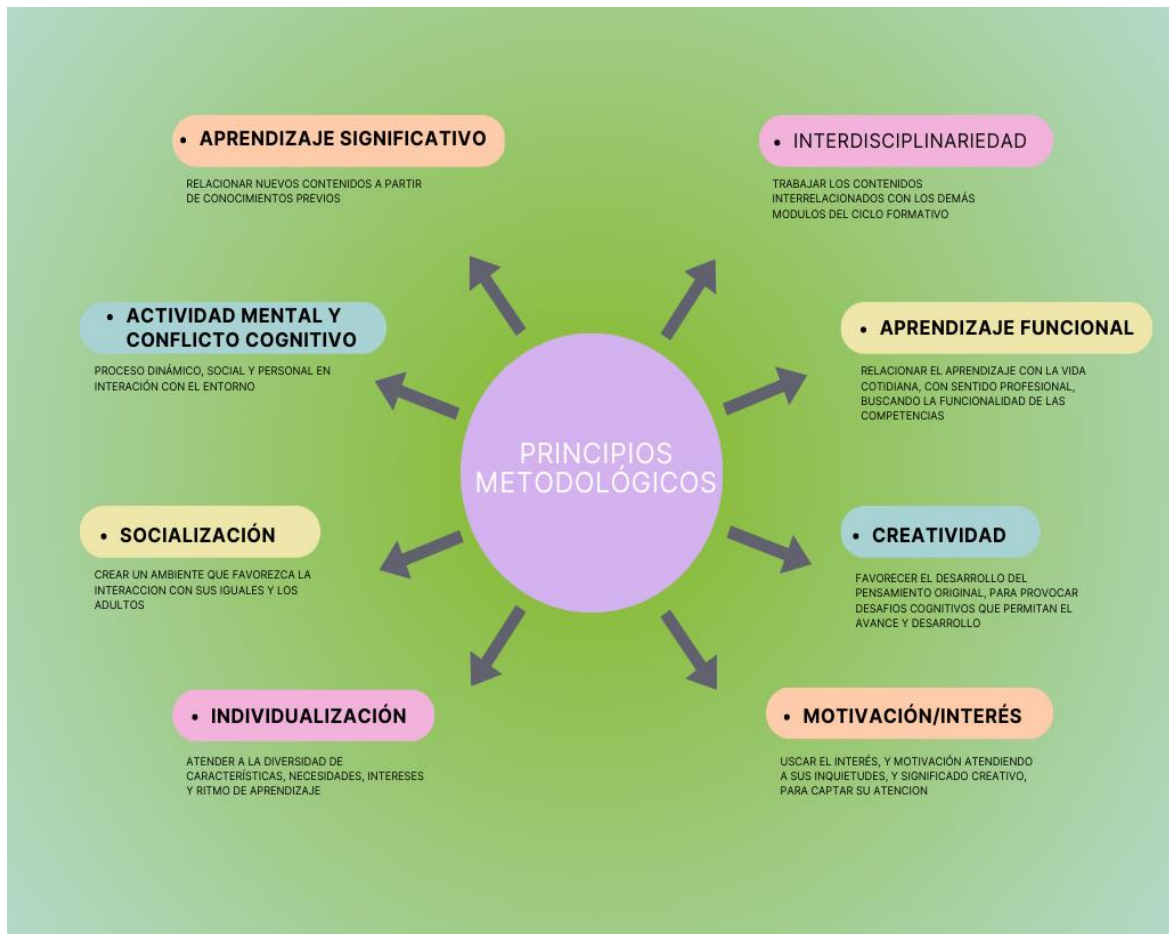 • APRENDIZAJE SIGNIFICATIVO
RELACIONAR NUEVOS CONTENIDOS A PARTIR
DE CONOCIMIENTOS PREVIOS
• INTERDISCIPLINARIEDAD
TRABAJAR LOS CONTENIDOS
INTERRELACIONADOS CON LOS DEMÁS
MODULOS DEL CICLO FORMATIVO
• ACTIVIDAD MENTAL Y
CONFLICTO COGNITIVO
PROCESO DINÁMICO, SOCIAL Y PERSONAL EN
INTERACIÓN CON EL ENTORNO
• APRENDIZAJE FUNCIONAL
RELACIONAR EL APRENDIZAJE CON LA VIDA
COTIDIANA, CON SENTIDO PROFESIONAL,
BUSCANDO LA FUNCIONALIDAD DE LAS
COMPETENCIAS
PRINCIPIOS
METODOLÓGICOS
• SOCIALIZACIÓN
CREAR UN AMBIENTE QUE FAVOREZCA LA
INTERACCION CON SUS IGUALES Y LOS
ADULTOS
• CREATIVIDAD
FAVORECER EL DESARROLLO DEL
PENSAMIENTO ORIGINAL, PARA PROVOCAR
DESAFIOS COGNITIVOS QUE PERMITAN EL
AVANCE Y DESARROLLO
• INDIVIDUALIZACIÓN
ATENDER A LA DIVERSIDAD DE
CARACTERÍSTICAS, NECESIDADES, INTERESES
Y RITMO DE APRENDIZAJE
• MOTIVACIÓN/INTERÉS
USCAR EL INTERÉS, Y MOTIVACIÓN ATENDIENDO
A SUS INQUIETUDES, Y SIGNIFICADO CREATIVO,
PARA CAPTAR SU ATENCION